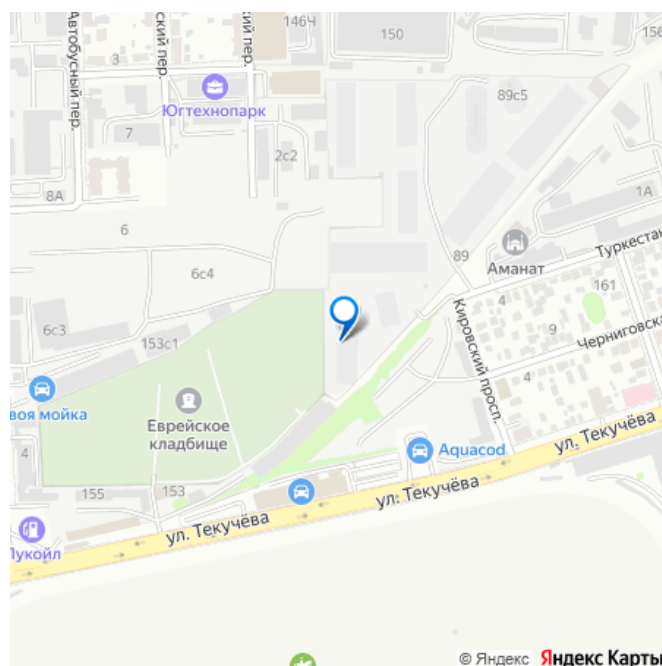 146Ч
150
156
Автобусный пер.
ский пер.
ский пер.
3
Югтехнопарк
89с5
7
2с2
8А
1А
6
89
Аманат
Туркестан
6с4
161
4
6с3
153с1
9
Черниговска
Кировский просп.
воя мойка
Еврейское
кладбище
4
4
Aquacod
ул. Текучёва
155
153
ул. Текучёва
ул. Текучёва
Лукойл
© Яндекс Яндекс Карты